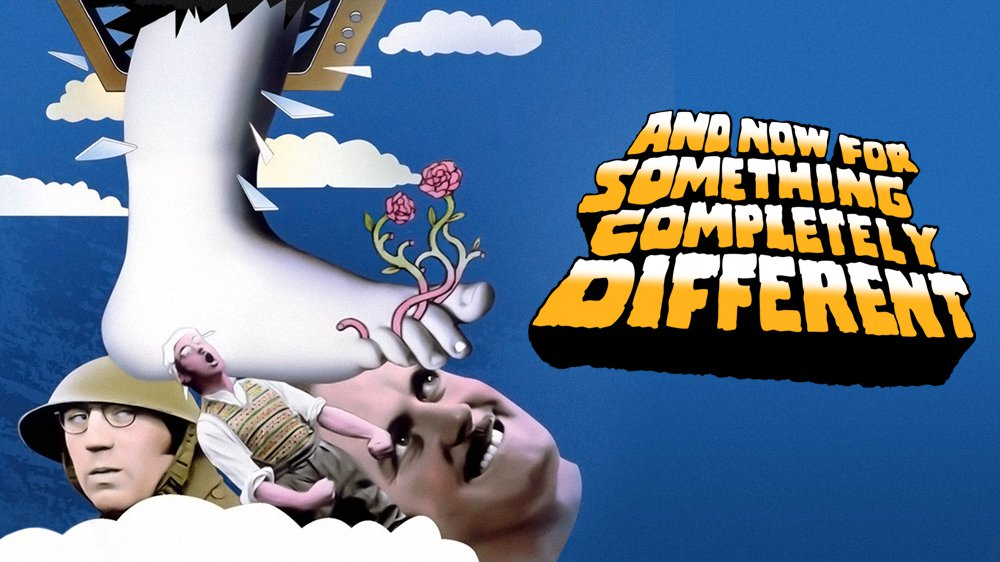 AND NOW FOR
SOMETHING
COMPLETELY
DIFFERENT